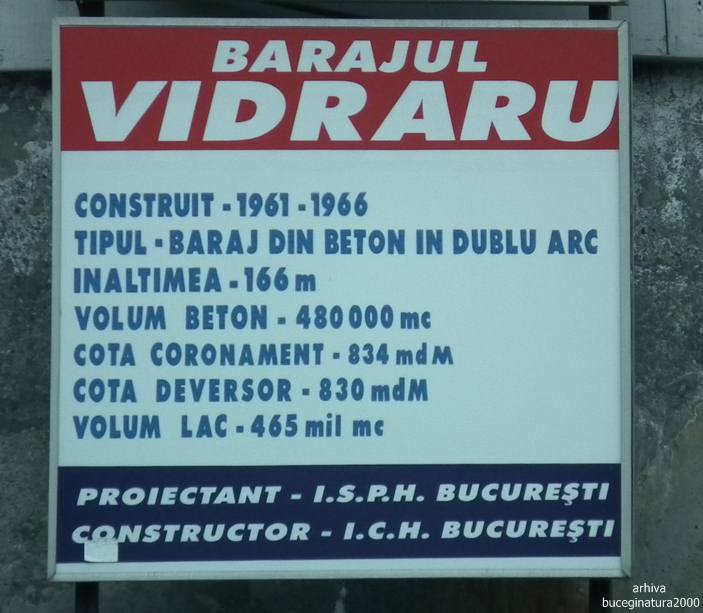 BARAJUL
VIDRARU
CONSTRUIT - 1961 - 1966
TIPUL - BARAJ DIN BETON IN DUBLU ARC
INALTIMEA - 166 m
VOLUM BETON - 480 000 mc
COTA CORONAMENT - 834 mdM
COTA DEVERSOR - 830 mdM
VOLUM LAC - 465 mil mc
PROIECTANT - I.S.P.H. BUCUREŞTI
CONSTRUCTOR - I.C.H. BUCUREŞTI
arhiva
buceginatura2000